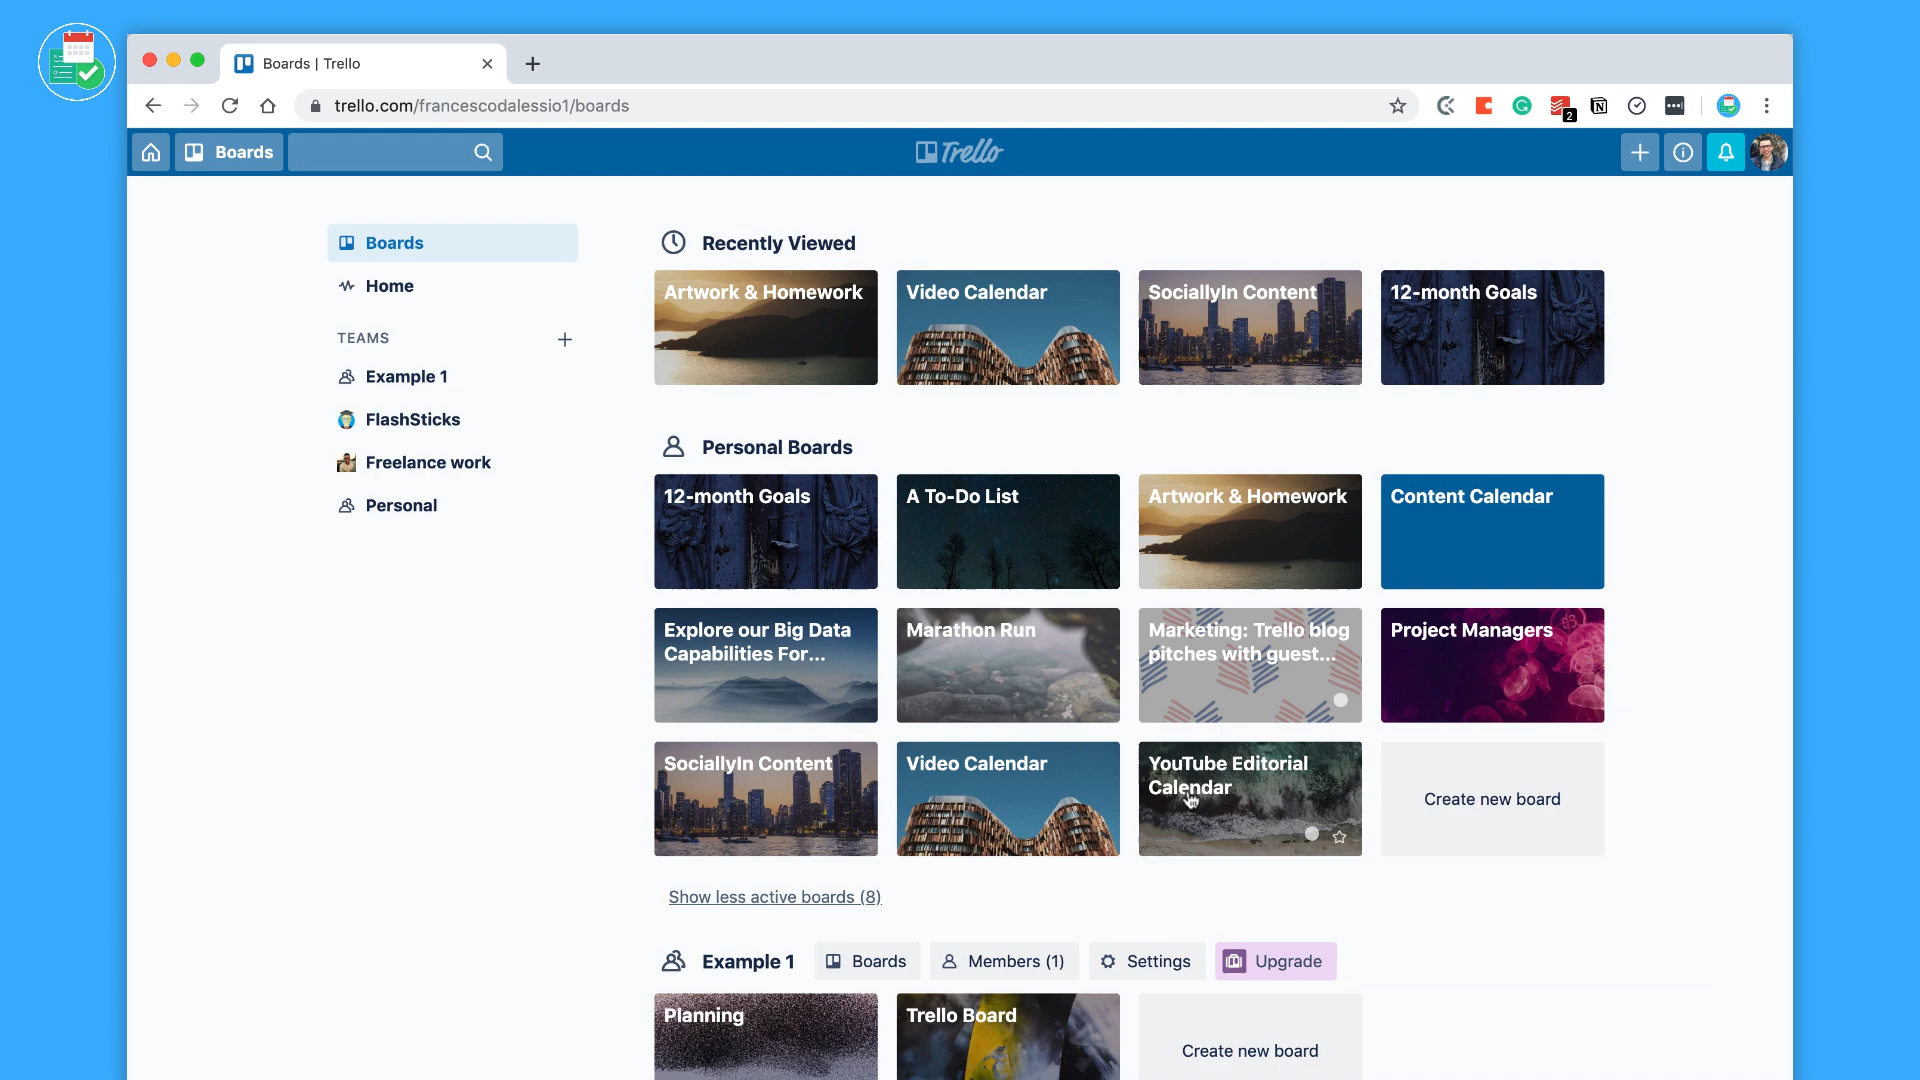 Boards | Trello
trello.com/francescodalessio1/boards
2
Boards
Trello
Boards
Home
TEAMS
Example 1
FlashSticks
Freelance work
Personal
Recently Viewed
Artwork & Homework
Video Calendar
SociallyIn Content
12-month Goals
Personal Boards
12-month Goals
A To-Do List
Artwork & Homework
Content Calendar
Explore our Big Data
Capabilities For...
Marathon Run
Marketing: Trello blog
pitches with guest...
Project Managers
SociallyIn Content
Video Calendar
YouTube Editorial
Calendar
Create new board
Show less active boards (8)
Example 1
Boards
Members (1)
Settings
Upgrade
Planning
Trello Board
Create new board